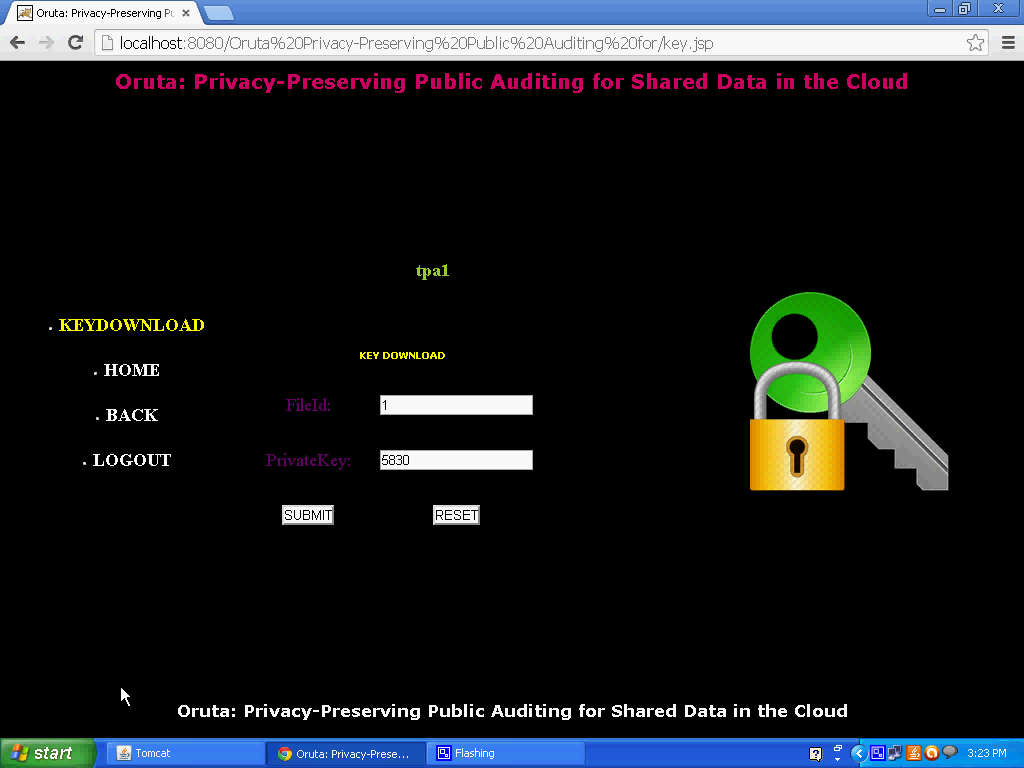 Oruta: Privacy-Preserving Pu
localhost:8080/Oruta%20Privacy-Preserving%20Public%20Auditing%20for/key.jsp
Oruta: Privacy-Preserving Public Auditing for Shared Data in the Cloud
tpa1
KEYDOWNLOAD
KEY DOWNLOAD
HOME
FileId: 1
BACK
PrivateKey: 5830
LOGOUT
SUBMIT RESET
Oruta: Privacy-Preserving Public Auditing for Shared Data in the Cloud
start Tomcat Oruta: Privacy-Prese... Flashing 3:23 PM